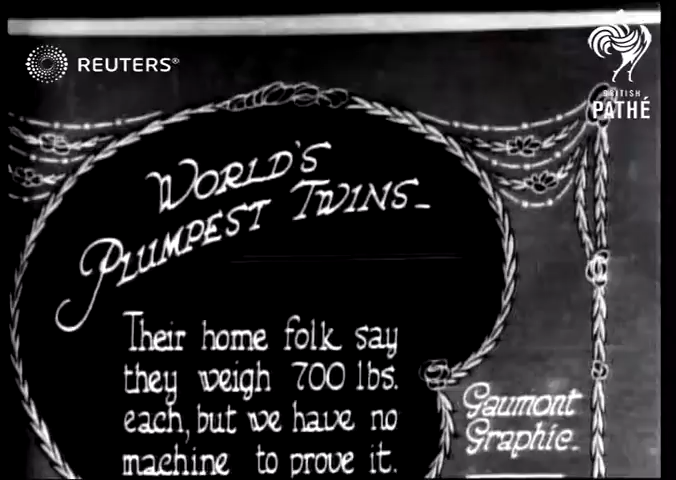 REUTERS
BRITISH
PATHÉ
WORLD'S
PLUMPEST TWINS_
Their home folk say
they weigh 700 lbs.
each, but we have no
machine to prove it.
Gaumont
Graphic_